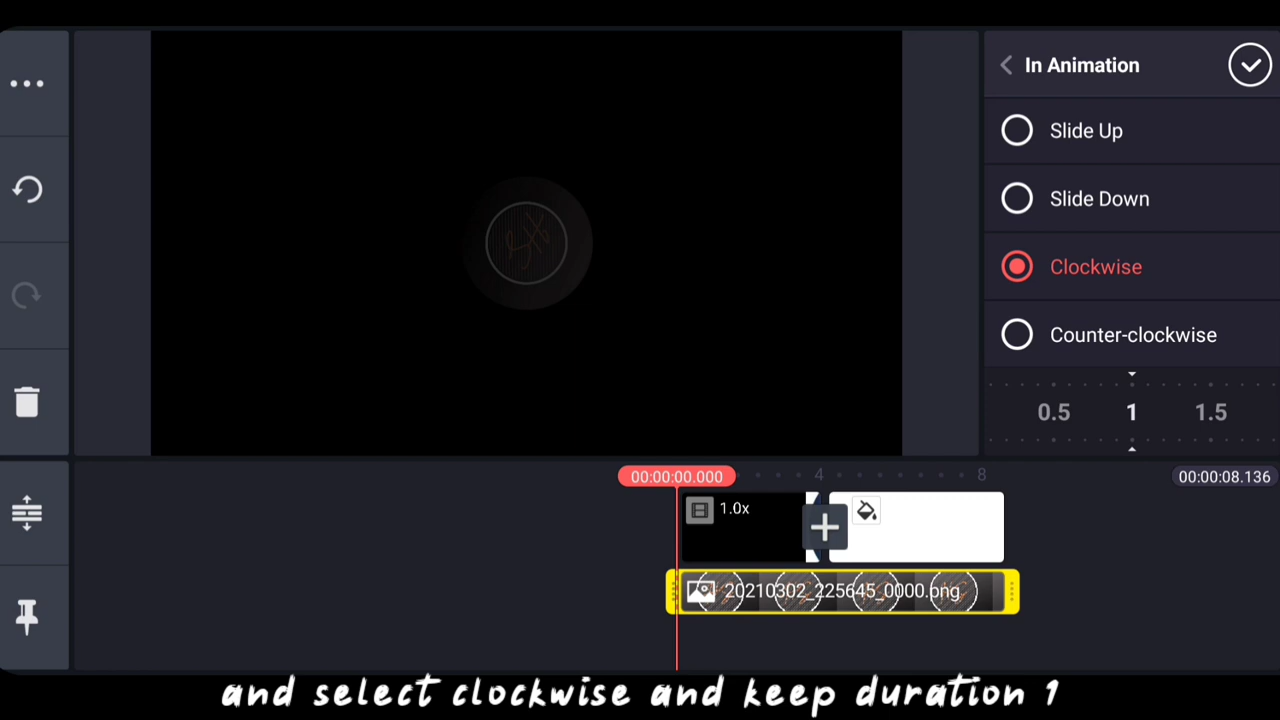 In Animation
Slide Up
Slide Down
Clockwise
Counter-clockwise
0.5 1 1.5
00:00:00.000 4 8 00:00:08.136
1.0x
20210302_225645_0000.png
and select clockwise and keep duration 1